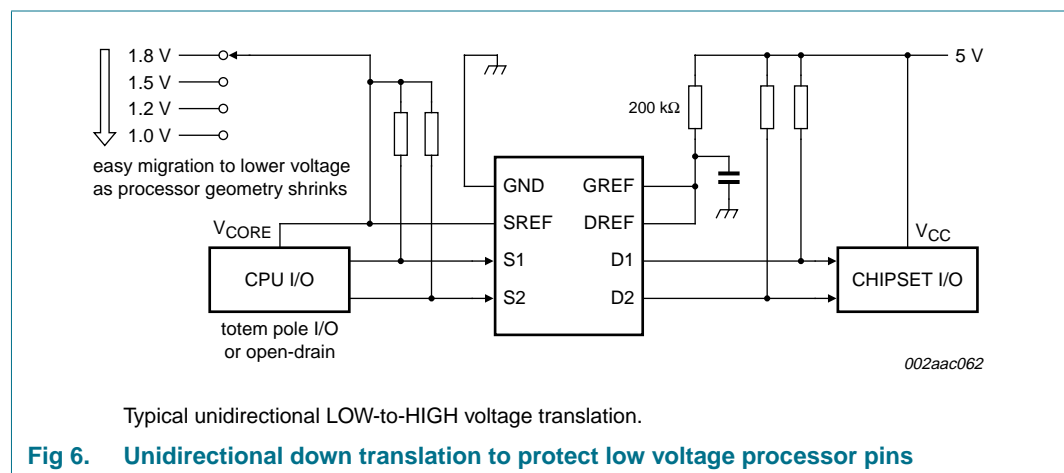 1.8 V
1.5 V
1.2 V
1.0 V
easy migration to lower voltage
as processor geometry shrinks
5 V
200 kΩ
GND
GREF
SREF
DREF
S1
D1
S2
D2
VCORE
CPU I/O
totem pole I/O
or open-drain
VCC
CHIPSET I/O
002aac062
Typical unidirectional LOW-to-HIGH voltage translation.
Fig 6. Unidirectional down translation to protect low voltage processor pins